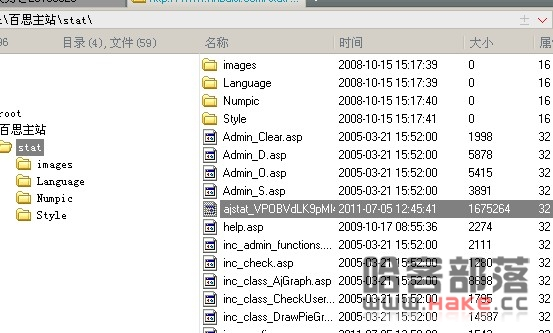 \百思主站\stat\
目录(4),文件(59)
名称 时间 大小 属
images 2008-10-15 15:17:39 0 16
Language 2008-10-15 15:17:39 0 16
Numpic 2008-10-15 15:17:40 0 16
Style 2008-10-15 15:17:40 0 16
Admin_Clear.asp 2005-03-21 15:52:00 1998 32
Admin_D.asp 2005-03-21 15:52:00 5878 32
Admin_O.asp 2005-03-21 15:52:00 5415 32
Admin_S.asp 2005-03-21 15:52:00 3891 32
2011-07-05 12:45:41 1675264 32
help.asp 2009-10-17 08:55:36 2274 32
inc_admin_functions. 2005-03-21 15:52:00 2111 32
inc_check.asp 2005-03-21 15:52:00 1280 32
inc_class_AjGraph.asp 2005-03-21 15:52:00 8698 32
inc_class_CheckUser... 2005-03-21 15:52:00 1795 32
inc_class_DrawPieGr... 2005-03-21 15:52:00 14587 32
root
百思主站
stat
images
Language
Numpic
Style
哈客部落
www.Hake.cc